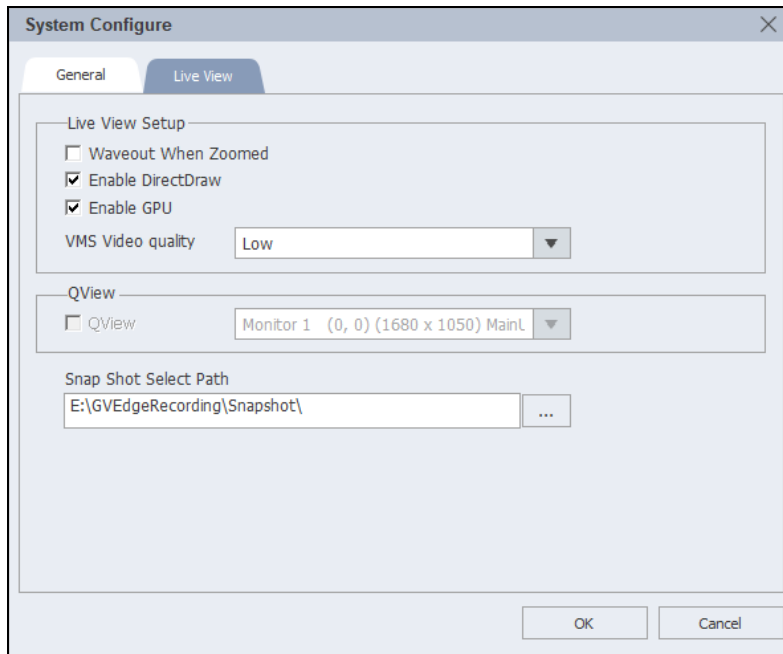 System Configure
General
Live View
Live View Setup
Waveout When Zoomed
Enable DirectDraw
Enable GPU
VMS Video quality
Low
QView
QView
Monitor 1 (0, 0) (1680 x 1050) Main
Snap Shot Select Path
E:\GVEdgeRecording\Snapshot\
...
OK
Cancel